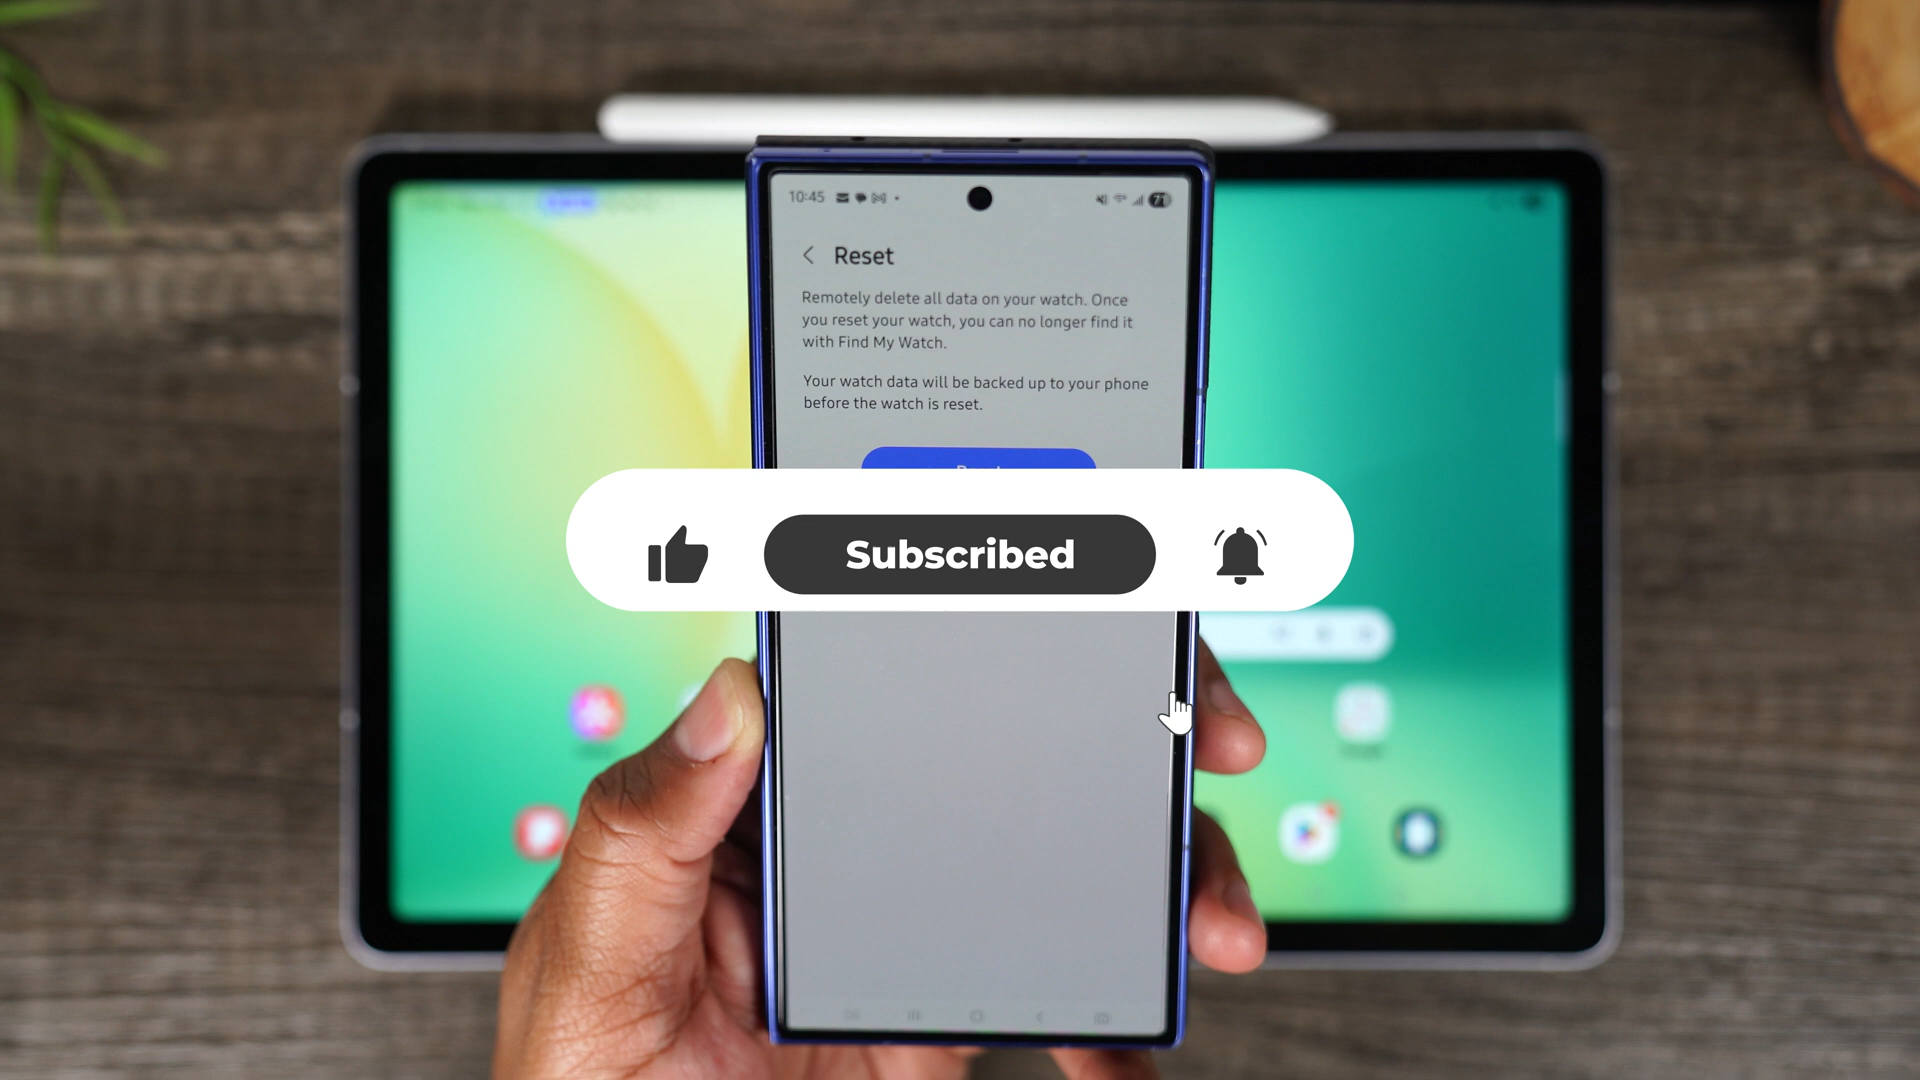 10:45
71
Reset
Remotely delete all data on your watch. Once
you reset your watch, you can no longer find it
with Find My Watch.
Your watch data will be backed up to your phone
before the watch is reset.
Subscribed